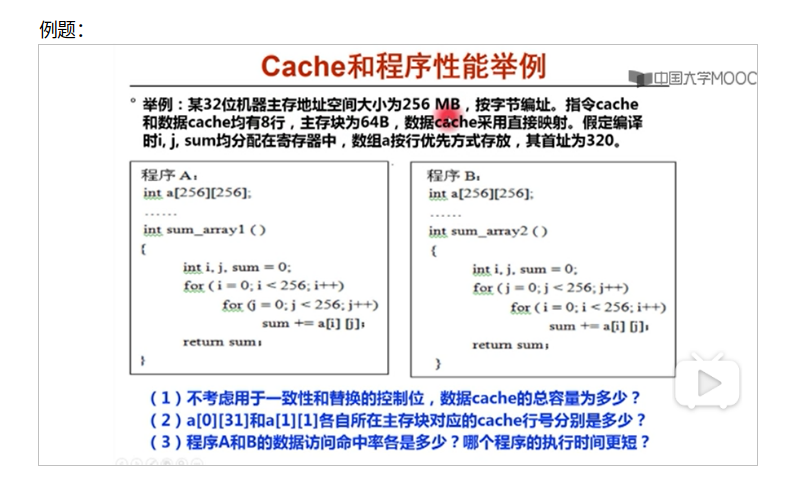 例题：
Cache和程序性能举例
中国大学MOOC
° 举例：某32位机器主存地址空间大小为256 MB，按字节编址。指令cache
和数据cache均有8行，主存块为64B，数据cache采用直接映射。假定编译
时i, j, sum均分配在寄存器中，数组a按行优先方式存放，其首址为320。
程序 A：
int a[256][256];
......
int sum_array1 ( )
{
int i, j, sum = 0;
for ( i = 0; i < 256; i++)
for (j = 0; j < 256; j++)
sum += a[i] [j];
return sum;
}
程序 B：
int a[256][256];
......
int sum_array2 ( )
{
int i, j, sum = 0;
for ( j = 0; j < 256; j++)
for ( i = 0; i < 256; i++)
sum += a[i] [j];
return sum;
}
（1）不考虑用于一致性和替换的控制位，数据cache的总容量为多少？
（2）a[0][31]和a[1][1]各自所在主存块对应的cache行号分别是多少？
（3）程序A和B的数据访问命中率各是多少？哪个程序的执行时间更短？